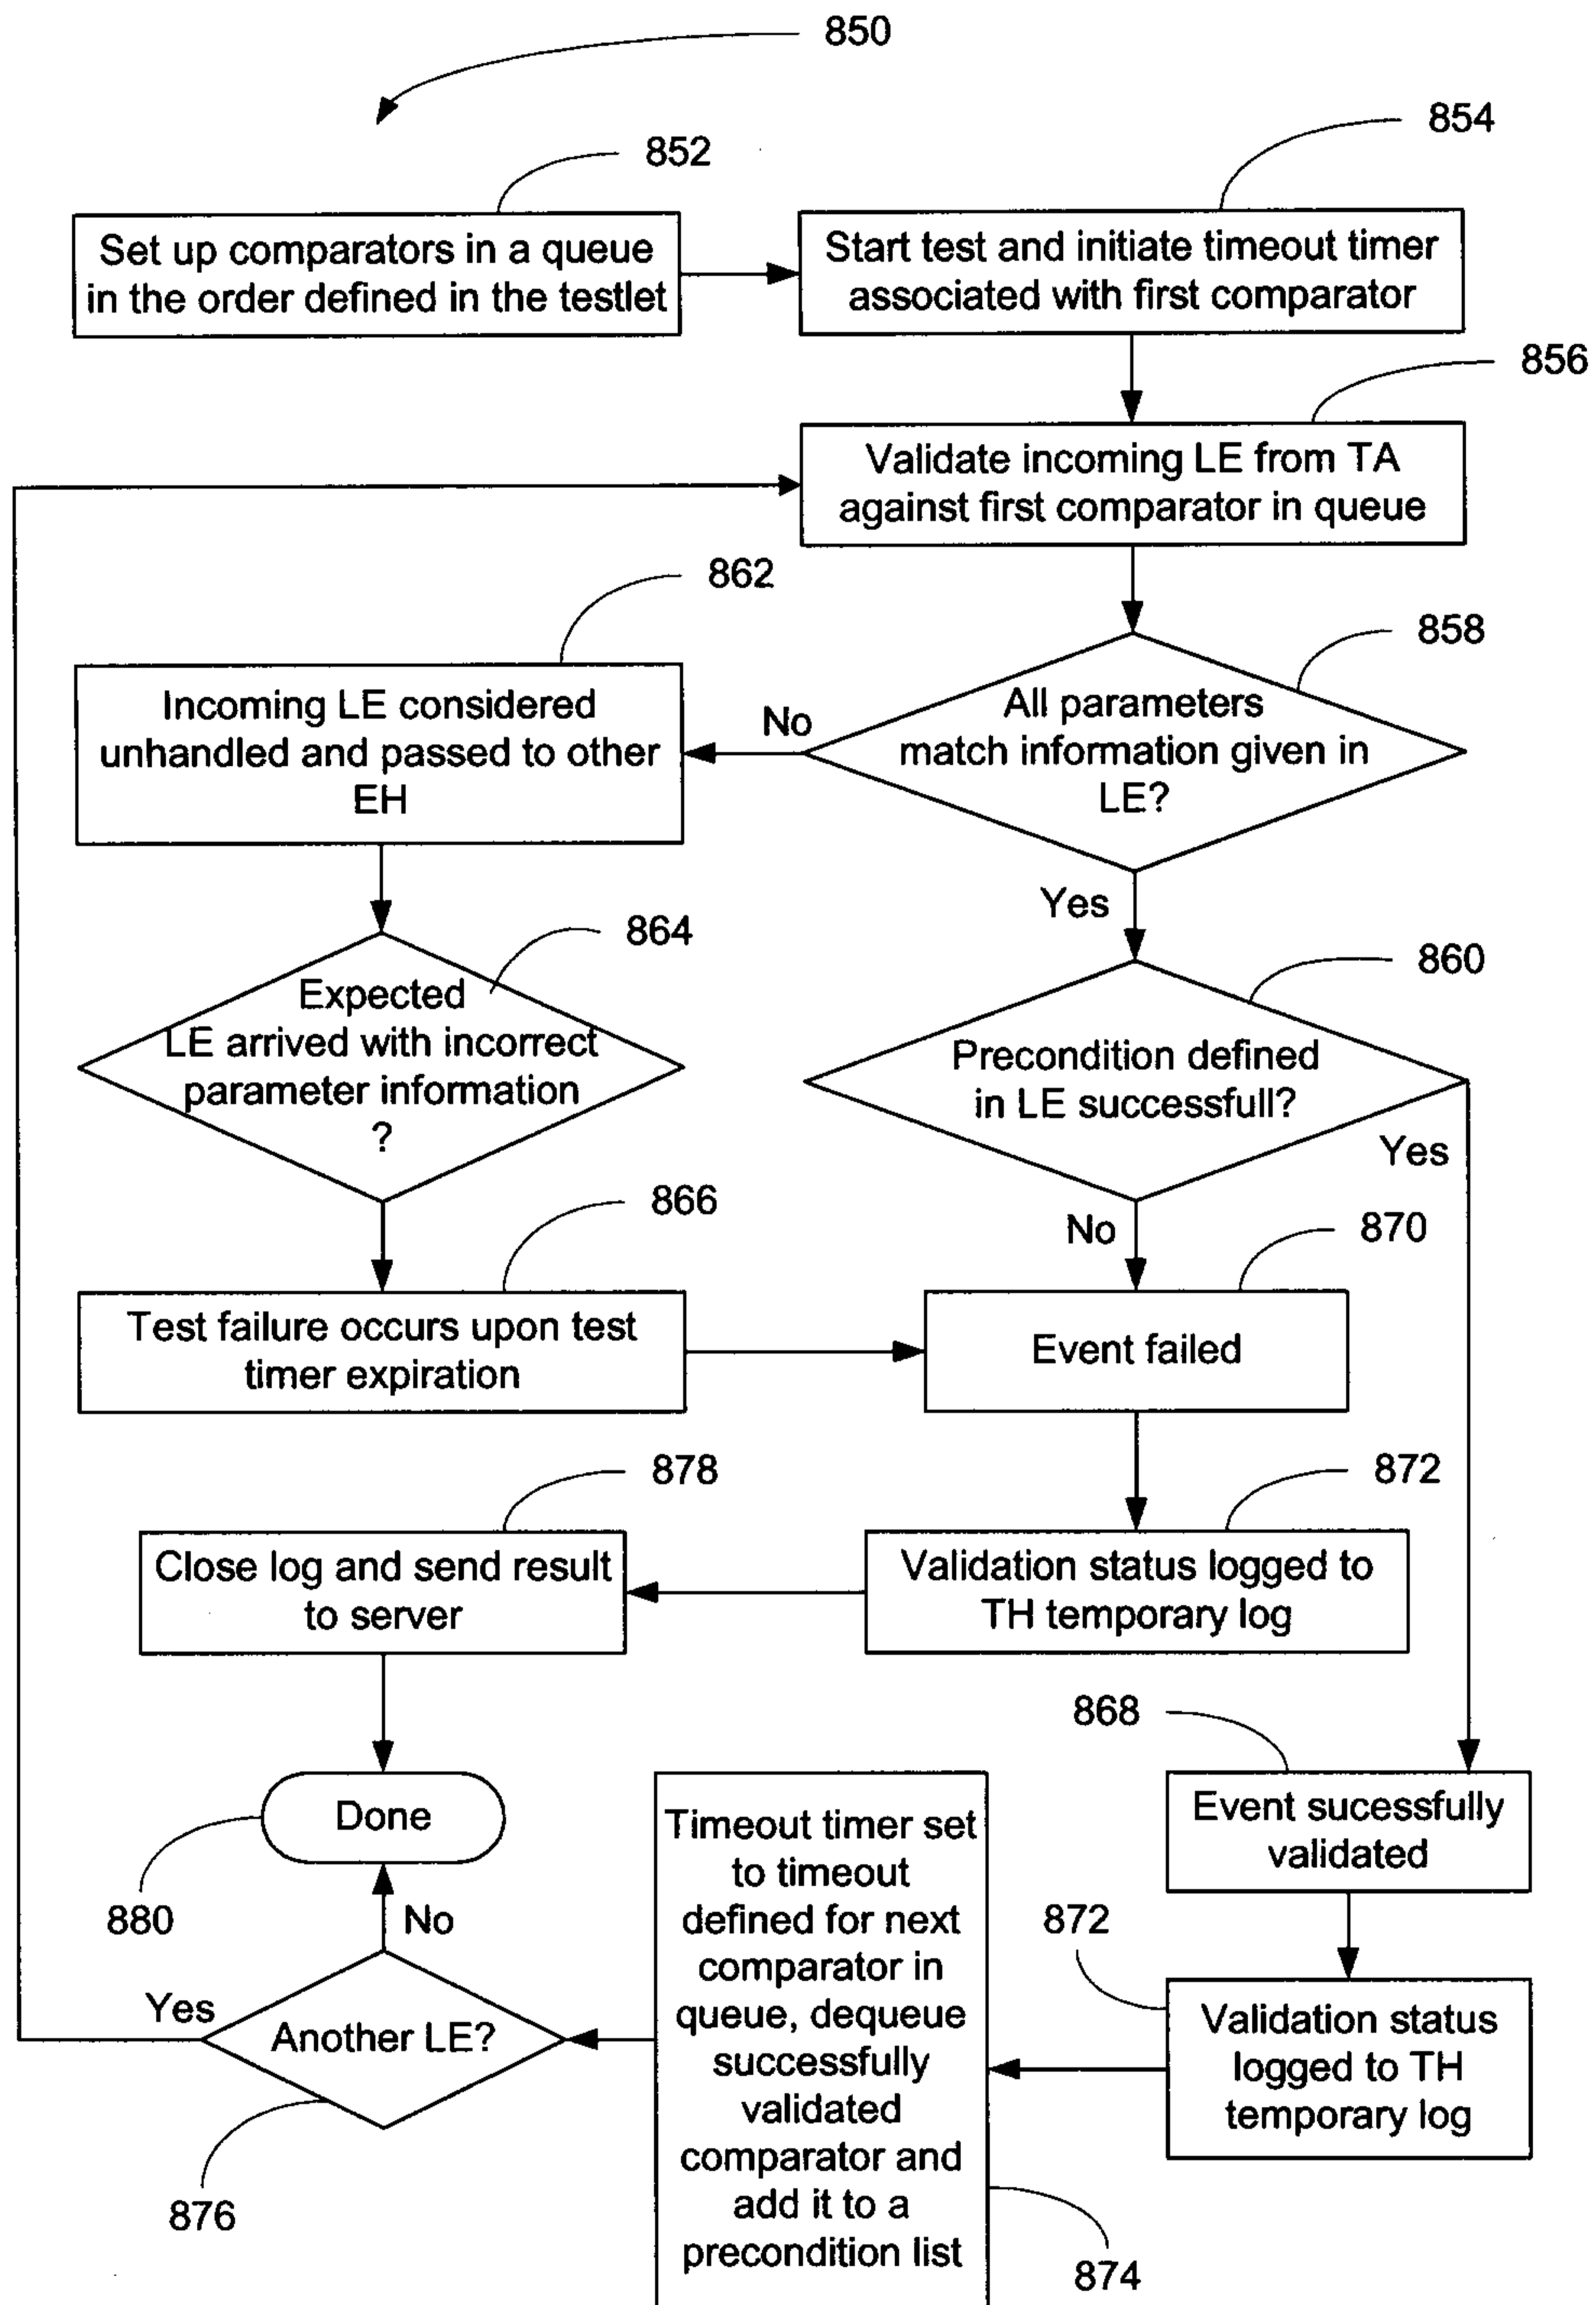 850
852
854
Set up comparators in a queue
in the order defined in the testlet
Start test and initiate timeout timer
associated with first comparator
856
Validate incoming LE from TA
against first comparator in queue
862
858
Incoming LE considered
unhandled and passed to other
EH
No
All parameters
match information given in
LE?
Yes
864
860
Expected
LE arrived with incorrect
parameter information
?
Precondition defined
in LE successfull?
Yes
866
No
870
Test failure occurs upon test
timer expiration
Event failed
878
872
Close log and send result
to server
Validation status logged to
TH temporary log
868
Done
Event sucessfully
validated
880
No
872
Timeout timer set
to timeout
defined for next
comparator in
queue, dequeue
successfully
validated
comparator and
add it to a
precondition list
Yes
Another LE?
Validation status
logged to TH
temporary log
876
874